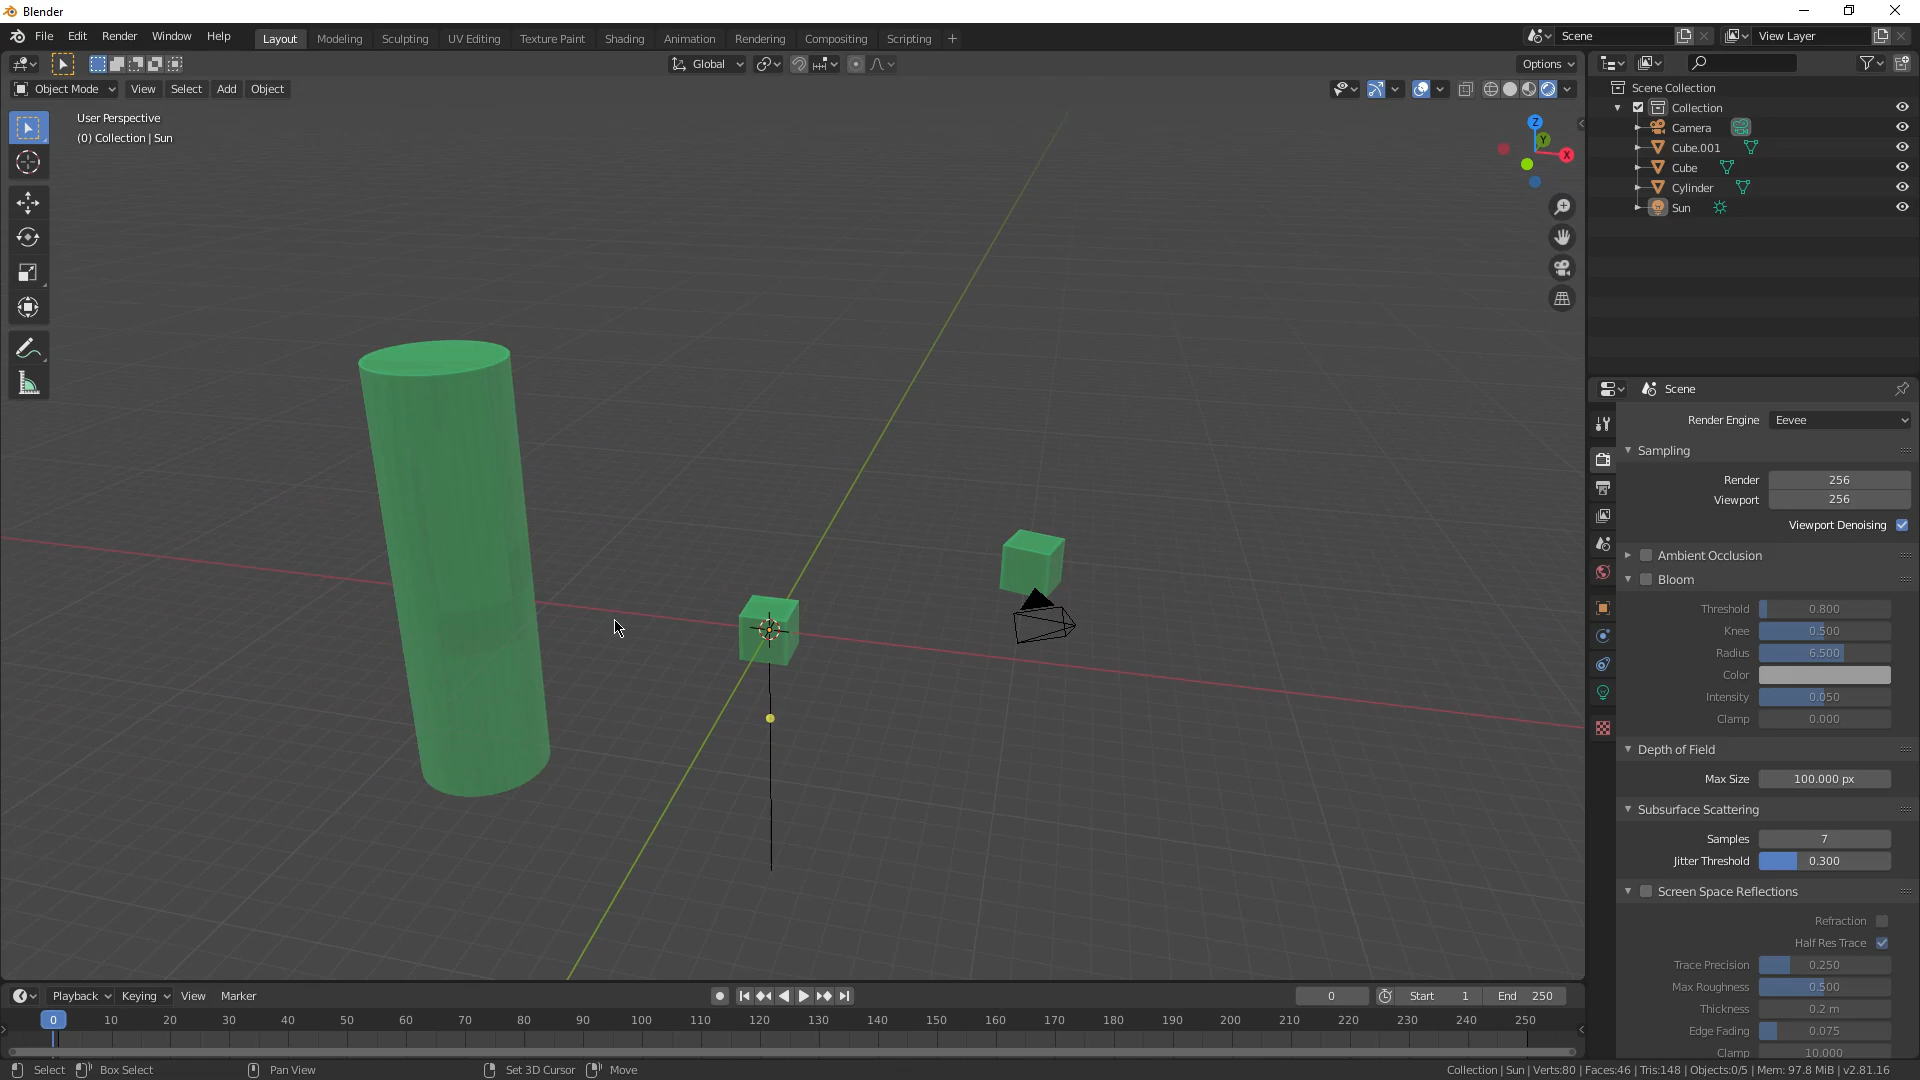 Blender
File Edit Render Window Help Layout Modeling Sculpting UV Editing Texture Paint Shading Animation Rendering Compositing Scripting + Scene View Layer
Global Options
Object Mode View Select Add Object
User Perspective
(0) Collection | Sun
Z
Y
X
Scene Collection
Collection
Camera
Cube.001
Cube
Cylinder
Sun
Scene
Render Engine Eevee
Sampling
Render 256
Viewport 256
Viewport Denoising
Ambient Occlusion
Bloom
Threshold 0.800
Knee 0.500
Radius 6.500
Color
Intensity 0.050
Clamp 0.000
Depth of Field
Max Size 100.000 px
Subsurface Scattering
Samples 7
Jitter Threshold 0.300
Screen Space Reflections
Refraction
Half Res Trace
Trace Precision 0.250
Max Roughness 0.500
Thickness 0.2 m
Edge Fading 0.075
Clamp 10.000
Playback Keying View Marker 0 Start 1 End 250
0 10 20 30 40 50 60 70 80 90 100 110 120 130 140 150 160 170 180 190 200 210 220 230 240 250
Select Box Select Pan View Set 3D Cursor Move Collection | Sun | Verts:80 | Faces:46 | Tris:148 | Objects:0/5 | Mem: 97.8 MiB | v2.81.16